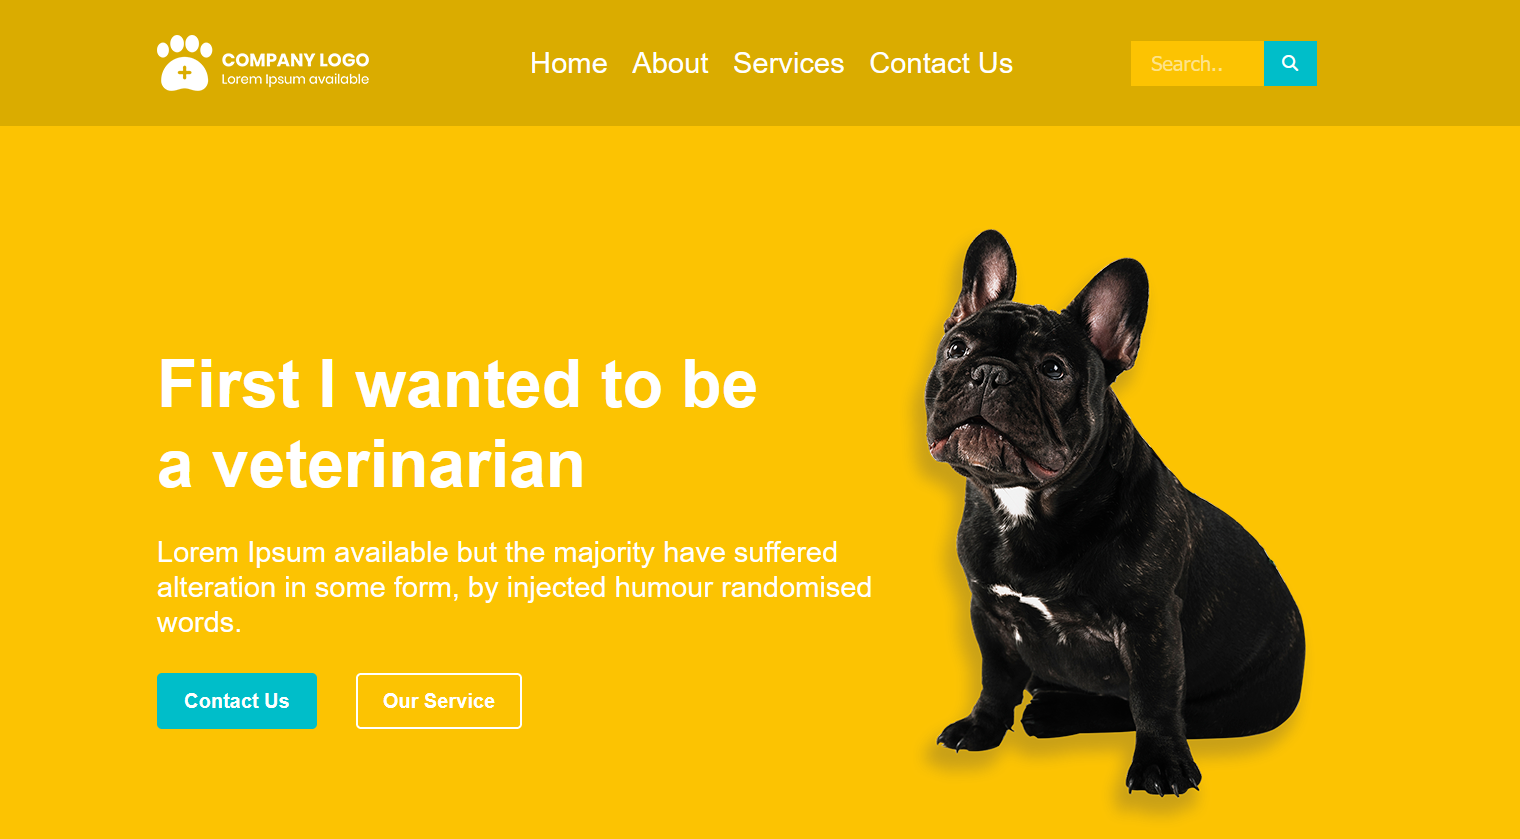 COMPANY LOGO
Lorem Ipsum available
Home About Services Contact Us
Search..
First I wanted to be
a veterinarian
Lorem Ipsum available but the majority have suffered
alteration in some form, by injected humour randomised
words.
Contact Us
Our Service